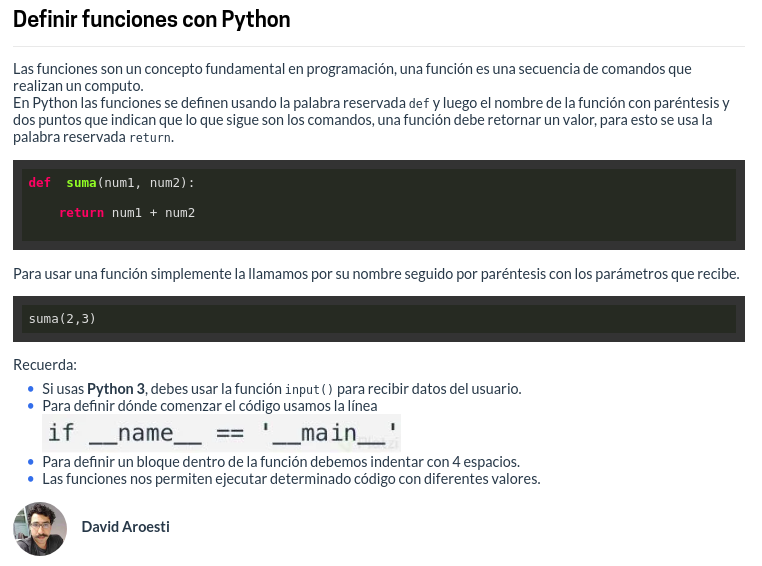 Definir funciones con Python
Las funciones son un concepto fundamental en programación, una función es una secuencia de comandos que
realizan un computo.
En Python las funciones se definen usando la palabra reservada def y luego el nombre de la función con paréntesis y
dos puntos que indican que lo que sigue son los comandos, una función debe retornar un valor, para esto se usa la
palabra reservada return.
def  suma(num1, num2):
    return num1 + num2
Para usar una función simplemente la llamamos por su nombre seguido por paréntesis con los parámetros que recibe.
suma(2,3)
Recuerda:
• Si usas Python 3, debes usar la función input() para recibir datos del usuario.
• Para definir dónde comenzar el código usamos la línea
if __name__ == '__main__'
• Para definir un bloque dentro de la función debemos indentar con 4 espacios.
• Las funciones nos permiten ejecutar determinado código con diferentes valores.
David Aroesti